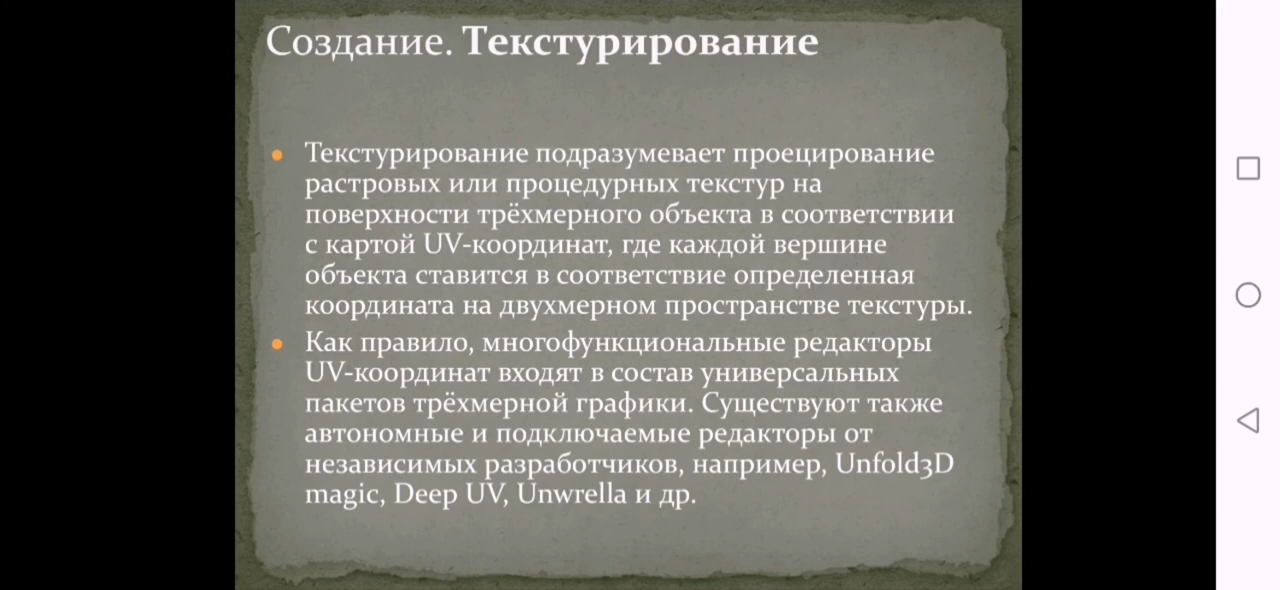 Создание. Текстурирование
• Текстурирование подразумевает проецирование
растровых или процедурных текстур на
поверхности трёхмерного объекта в соответствии
с картой UV-координат, где каждой вершине
объекта ставится в соответствие определенная
координата на двухмерном пространстве текстуры.
• Как правило, многофункциональные редакторы
UV-координат входят в состав универсальных
пакетов трёхмерной графики. Существуют также
автономные и подключаемые редакторы от
независимых разработчиков, например, Unfold3D
magic, Deep UV, Unwrella и др.